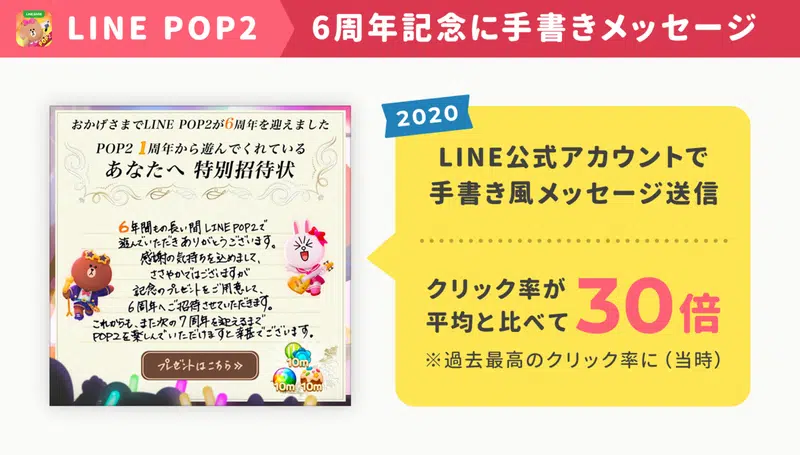 LINE POP2
6周年記念に手書きメッセージ
おかげさまでLINE POP2が6周年を迎えました
POP2 1周年から遊んでくれている
あなたへ 特別招待状
6年間もの長い間LINE POP2で
遊んでいただきありがとうございます。
感謝の気持ちを込めまして、
ささやかではございますが
記念のプレゼントをご用意して、
6周年へご招待させていただきます。
これからも、また次の7周年を迎えるまで
POP2を楽しんでいただけますと幸甚でございます。
プレゼントはこちら≫
10m
10m 10m
2020
LINE公式アカウントで
手書き風メッセージ送信
クリック率が
平均と比べて30倍
※過去最高のクリック率に（当時）